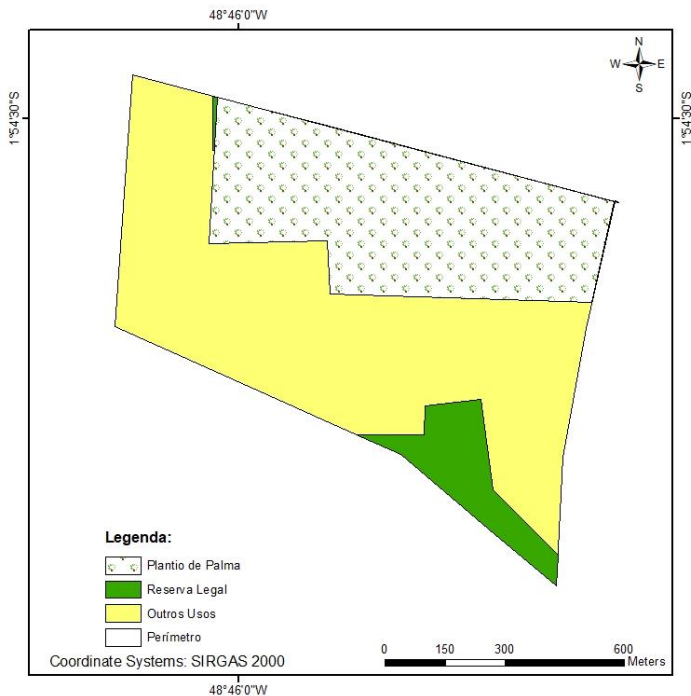 48°46'0"W
N
W E
S
1°54'30"S
1°54'30"S
Legenda:
Plantio de Palma
Reserva Legal
Outros Usos
Perímetro
Coordinate Systems: SIRGAS 2000
0 150 300 600
Meters
48°46'0"W